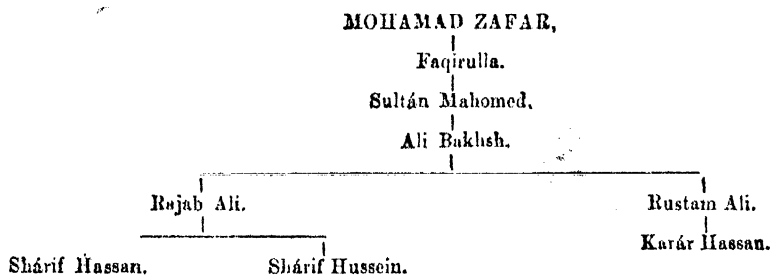 MOHAMAD ZAFAR,
Faqirulla.
Sultán Mahomed.
Ali Bakhsh.
Rajab Ali. Rustam Ali.
Karár Hassan.
Shárif Hassan. Shárif Hussein.